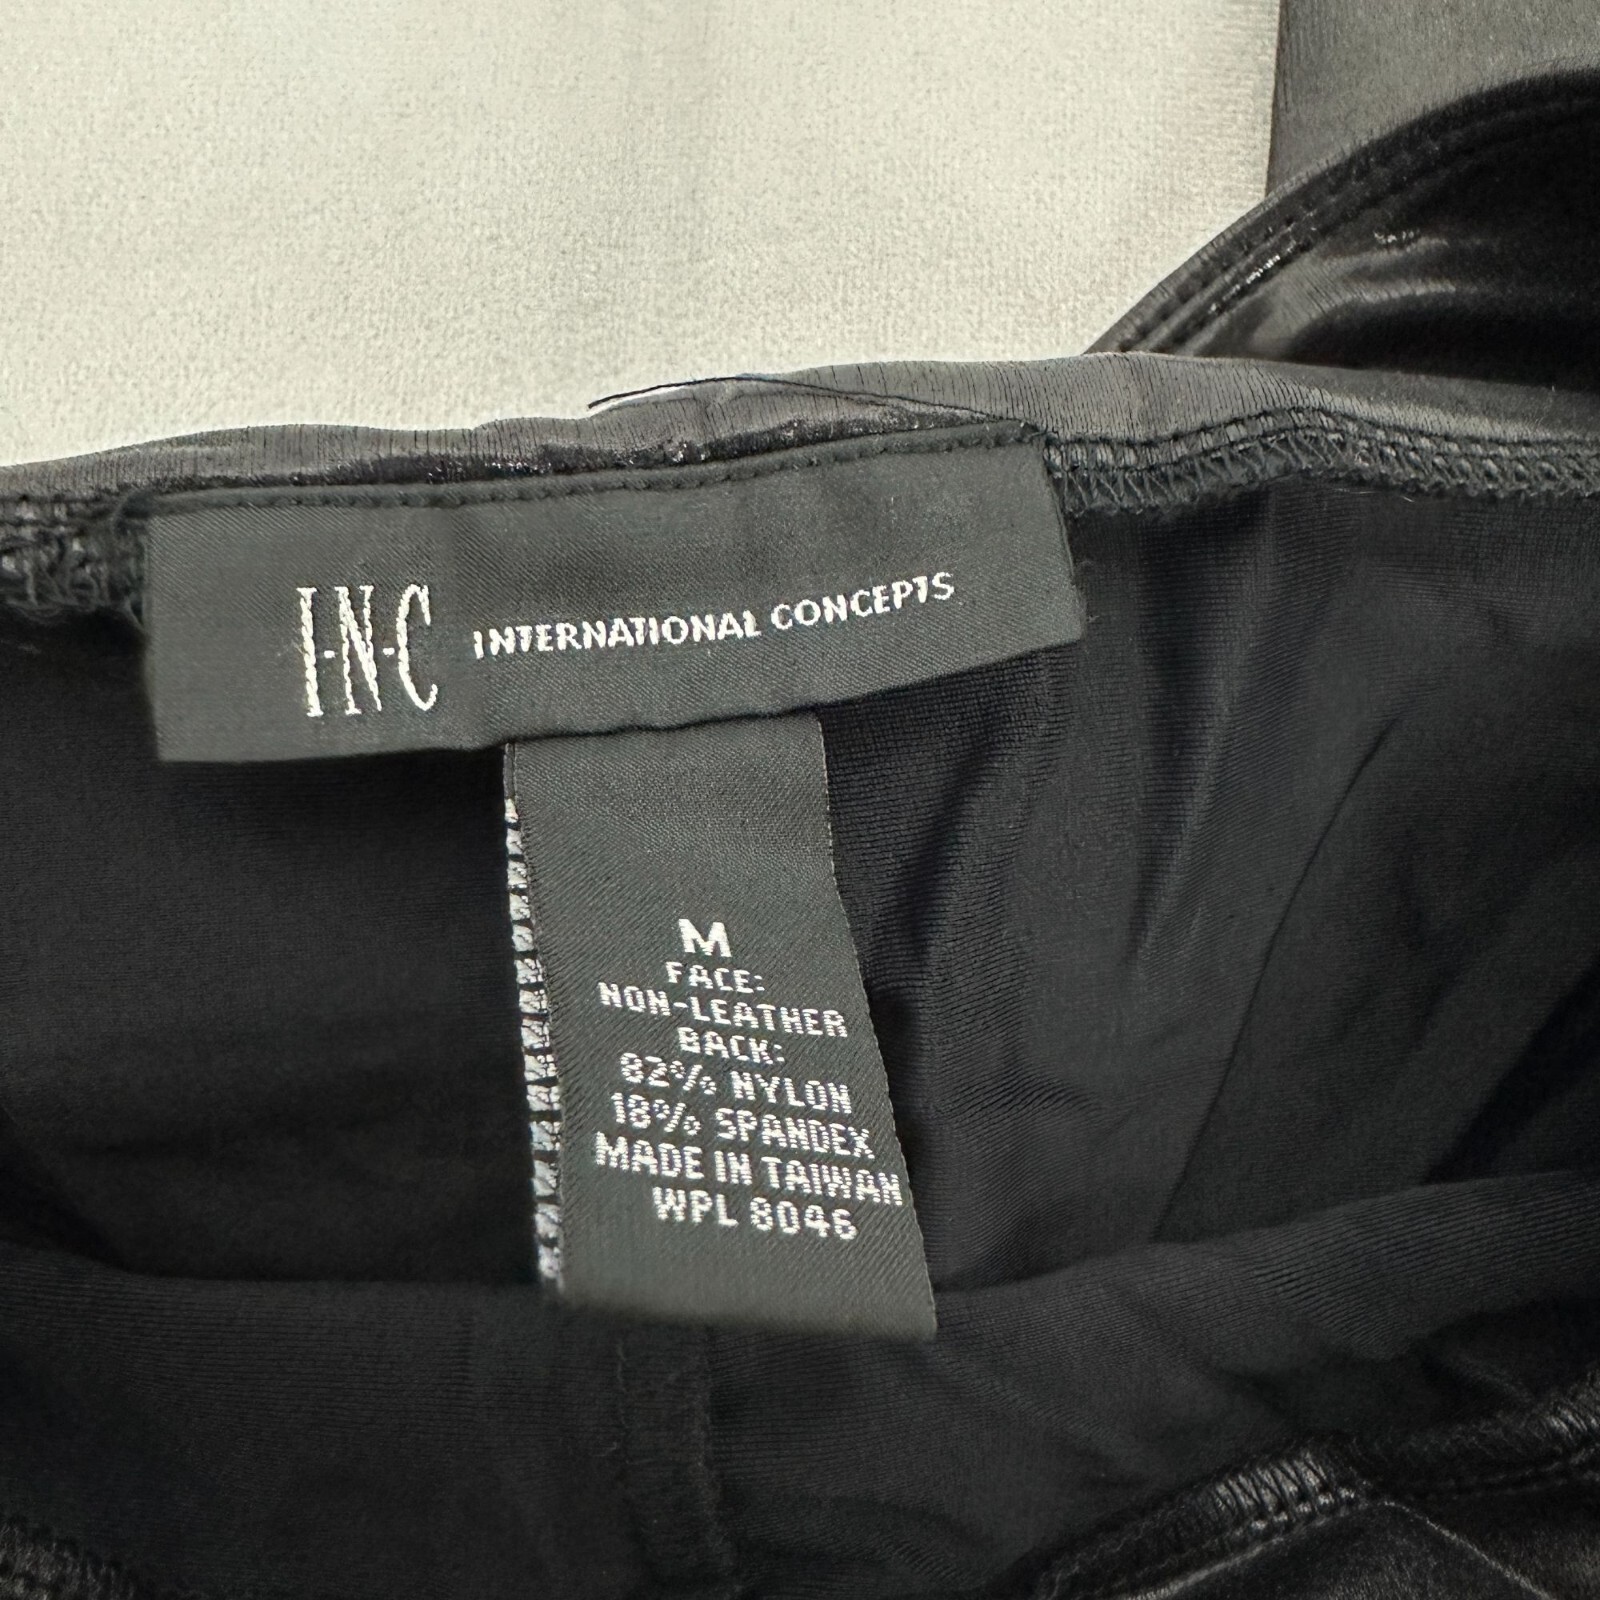 I·N·C INTERNATIONAL CONCEPTS
M
FACE:
NON-LEATHER
BACK:
82% NYLON
18% SPANDEX
MADE IN TAIWAN
WPL 8046